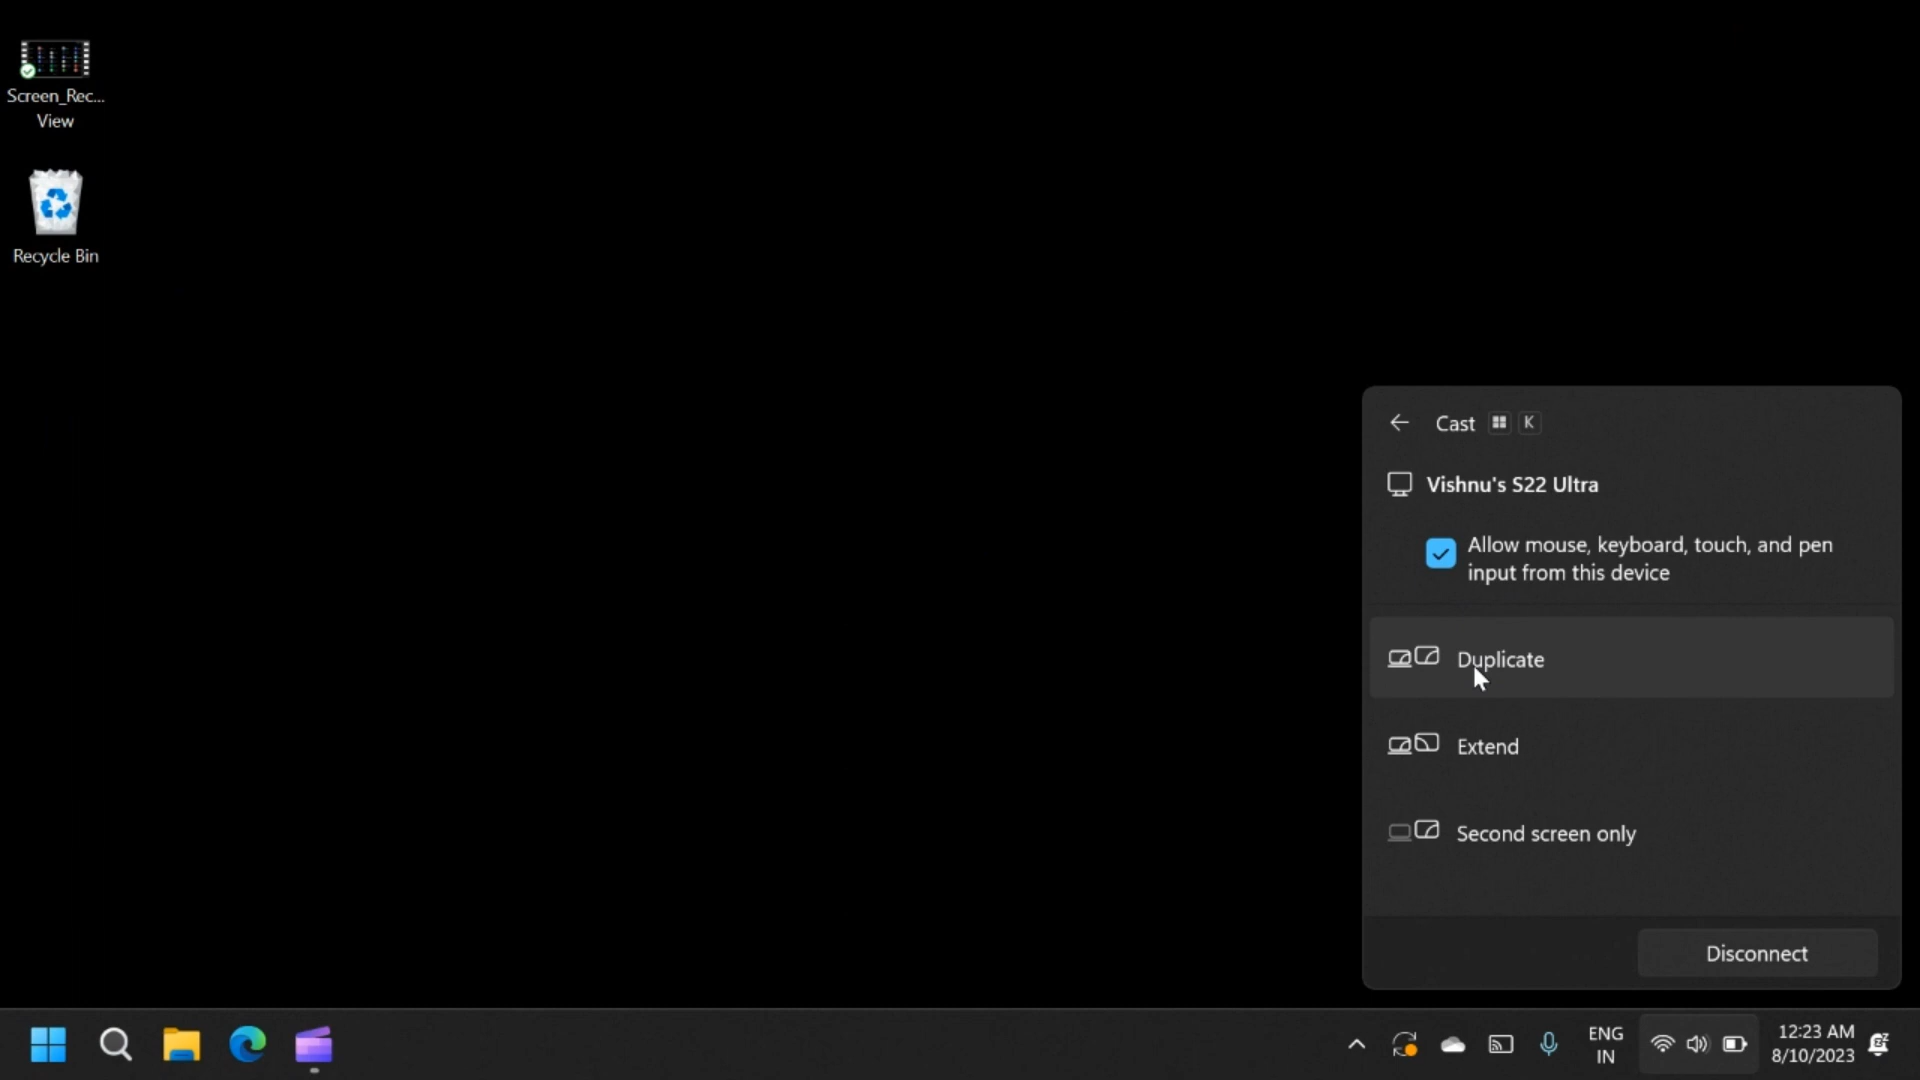 Screen_Rec...
View
Recycle Bin
Cast K
Vishnu's S22 Ultra
Allow mouse, keyboard, touch, and pen
input from this device
Duplicate
Extend
Second screen only
Disconnect
ENG
IN
12:23 AM
8/10/2023